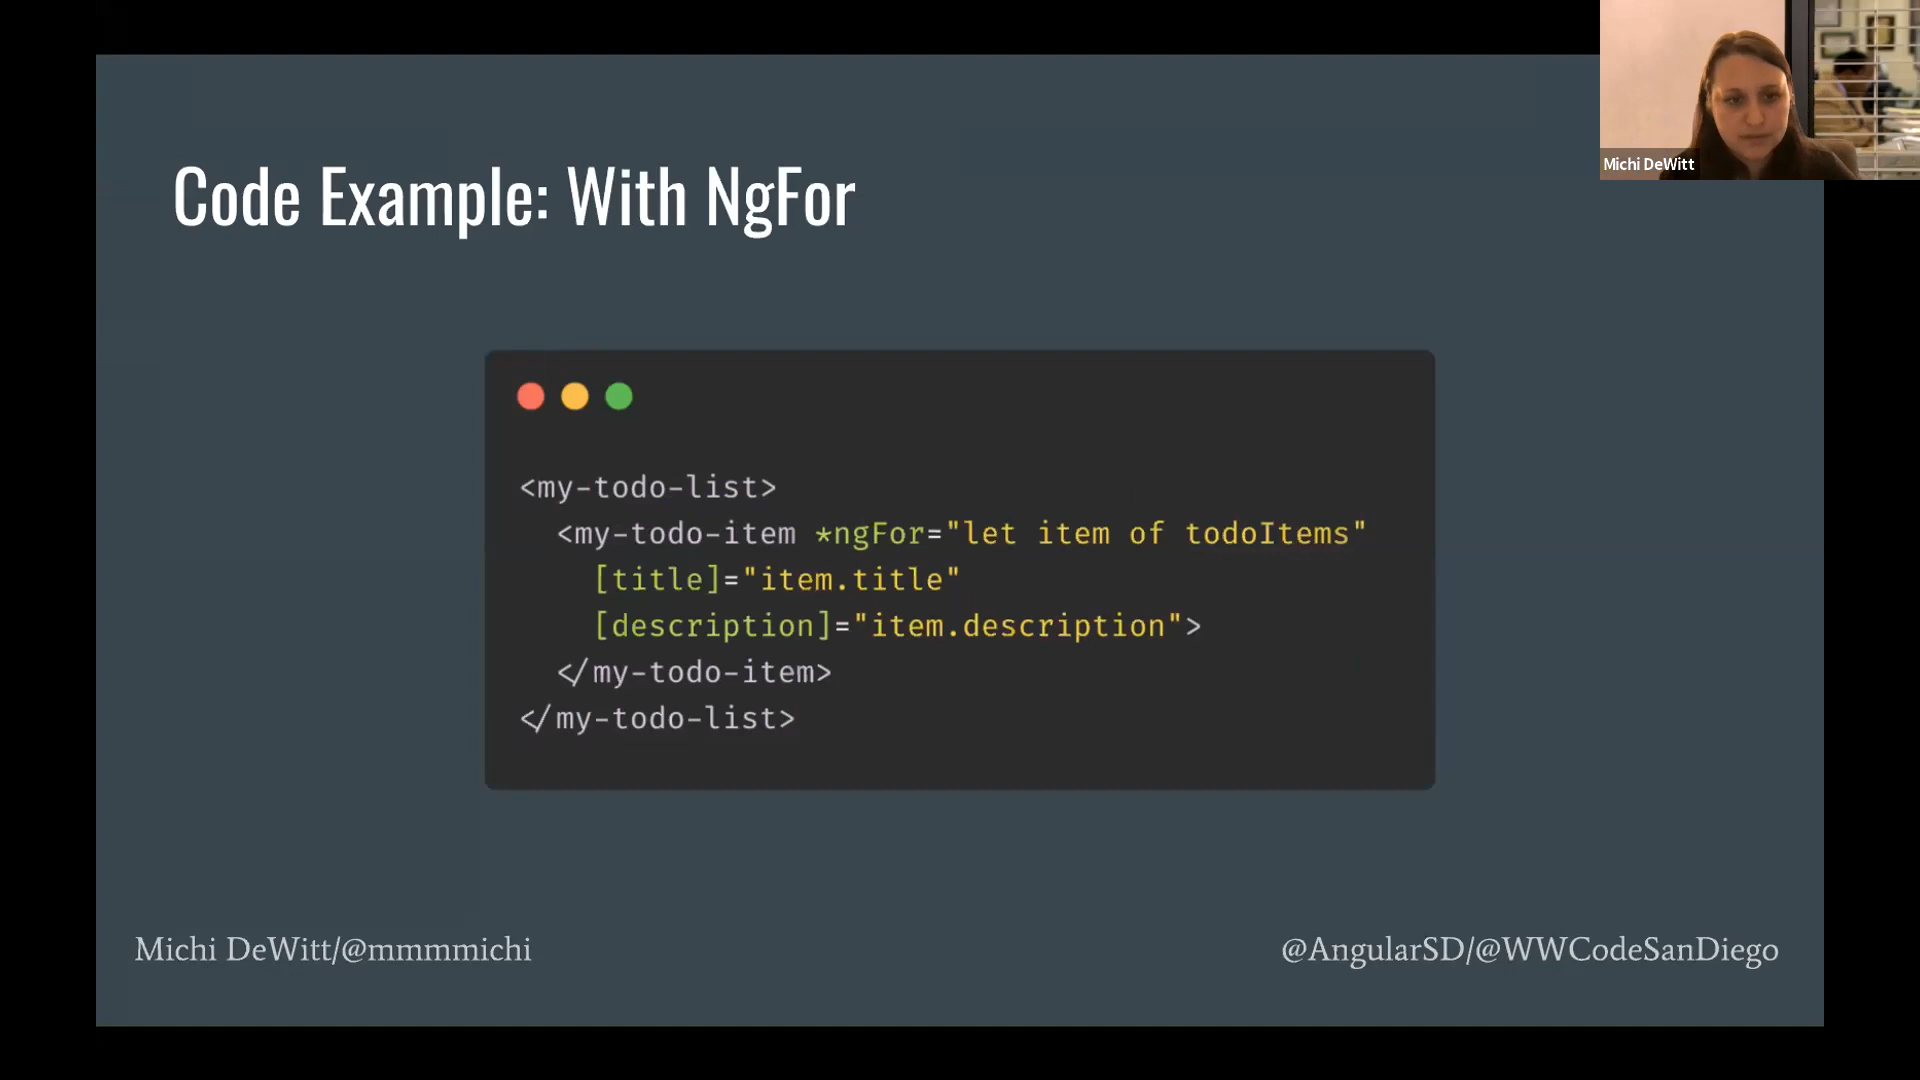 Michi DeWitt
Code Example: With NgFor
<my-todo-list>
<my-todo-item *ngFor="let item of todoItems"
[title]="item.title"
[description]="item.description">
</my-todo-item>
</my-todo-list>
Michi DeWitt/@mmmmichi
@AngularSD/@WWCodeSanDiego